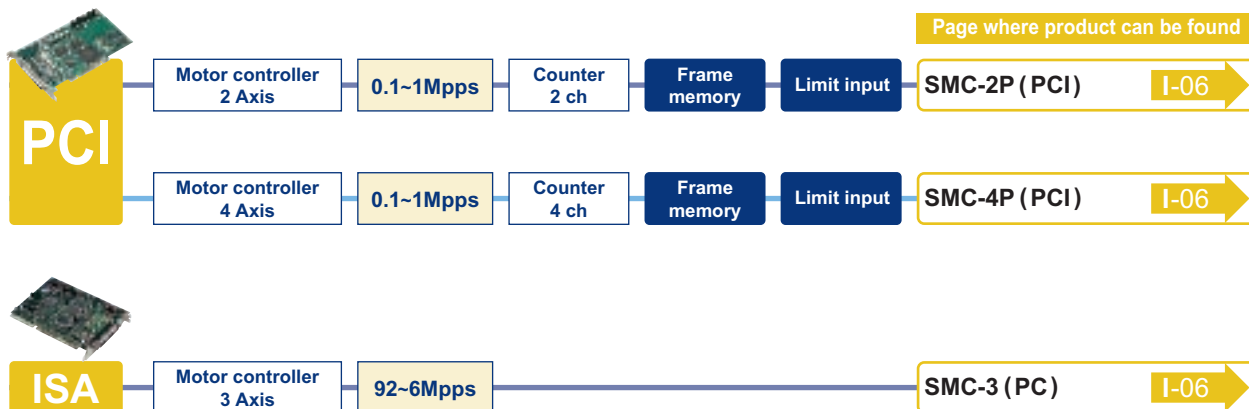 Page where product can be found
PCI
Motor controller
2 Axis
0.1~1Mpps
Counter
2 ch
Frame
memory
Limit input
SMC-2P (PCI)
I-06
Motor controller
4 Axis
0.1~1Mpps
Counter
4 ch
Frame
memory
Limit input
SMC-4P (PCI)
I-06
ISA
Motor controller
3 Axis
92~6Mpps
SMC-3 (PC)
I-06